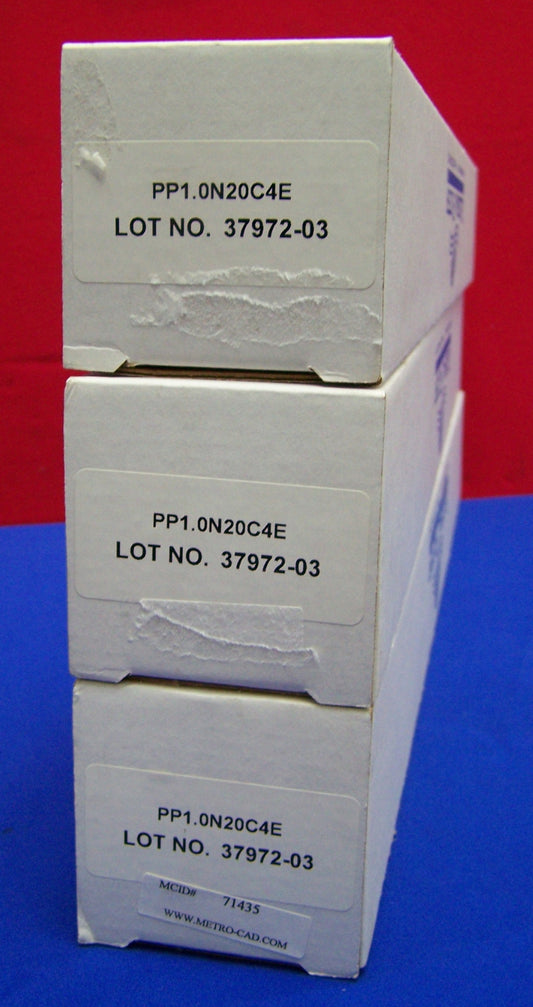 PP1.0N20C4E
LOT NO. 37972-03
PP1.0N20C4E
LOT NO. 37972-03
PP1.0N20C4E
LOT NO. 37972-03
MCID# 71435
WWW.METRO-CAD.COM